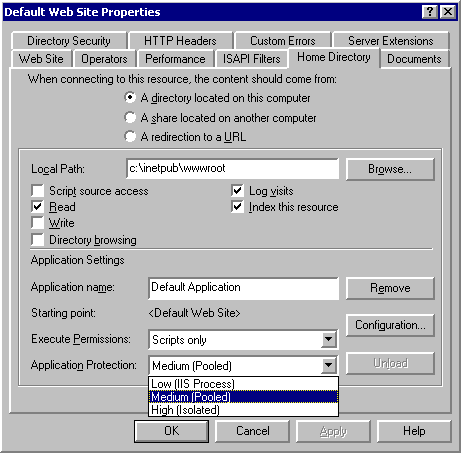 Default Web Site Properties
Directory Security HTTP Headers Custom Errors Server Extensions
Web Site Operators Performance ISAPI Filters Home Directory Documents
When connecting to this resource, the content should come from:
A directory located on this computer
A share located on another computer
A redirection to a URL
Local Path: c:\inetpub\wwwroot Browse...
Script source access Log visits
Read Index this resource
Write
Directory browsing
Application Settings
Application name: Default Application Remove
Starting point: <Default Web Site>
Configuration...
Execute Permissions: Scripts only
Application Protection: Medium (Pooled) Unload
Low (IIS Process)
Medium (Pooled)
High (Isolated)
OK Cancel Apply Help